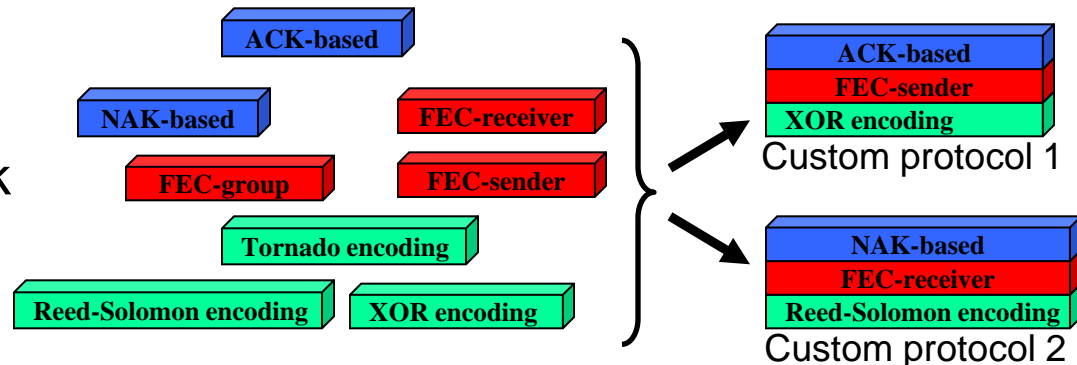 ACK-based
NAK-based
FEC-receiver
k
FEC-group
FEC-sender
Tornado encoding
Reed-Solomon encoding
XOR encoding
ACK-based
FEC-sender
XOR encoding
Custom protocol 1
NAK-based
FEC-receiver
Reed-Solomon encoding
Custom protocol 2